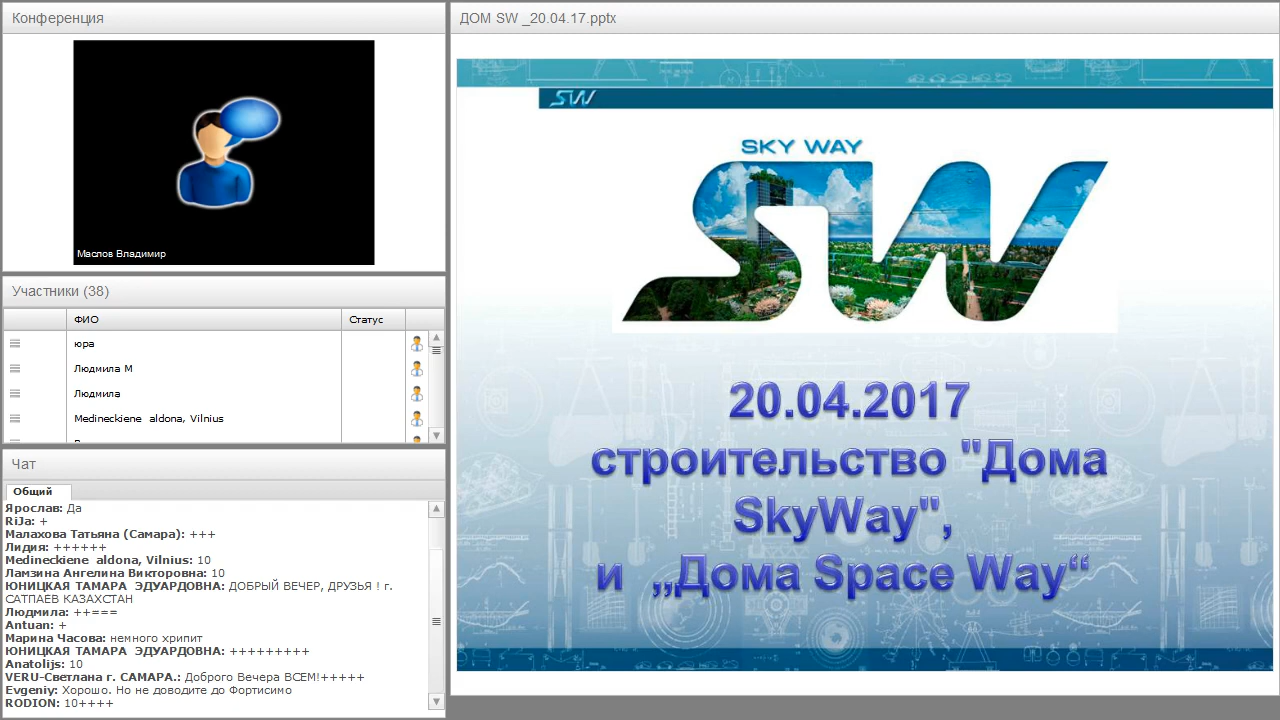 Конференция
Маслов Владимир
Участники (38)
ФИО Статус
юра
Людмила М
Людмила
Medineckiene aldona, Vilnius
Чат
Общий
Ярослав: Да
RiJa: +
Малахова Татьяна (Самара): +++
Лидия: ++++++
Medineckiene aldona, Vilnius: 10
Ламзина Ангелина Викторовна: 10
ЮНИЦКАЯ ТАМАРА ЭДУАРДОВНА: ДОБРЫЙ ВЕЧЕР, ДРУЗЬЯ ! г.
САТПАЕВ КАЗАХСТАН
Людмила: ++===
Antuan: +
Марина Часова: немного хрипит
ЮНИЦКАЯ ТАМАРА ЭДУАРДОВНА: +++++++++
Anatolijs: 10
VERU-Светлана г. САМАРА.: Доброго Вечера ВСЕМ!+++++
Evgeniy: Хорошо. Но не доводите до Фортисимо
RODION: 10++++
ДОМ SW _20.04.17.pptx
SW
SKY WAY
SW
20.04.2017
строительство "Дома
SkyWay",
и „Дома Space Way“